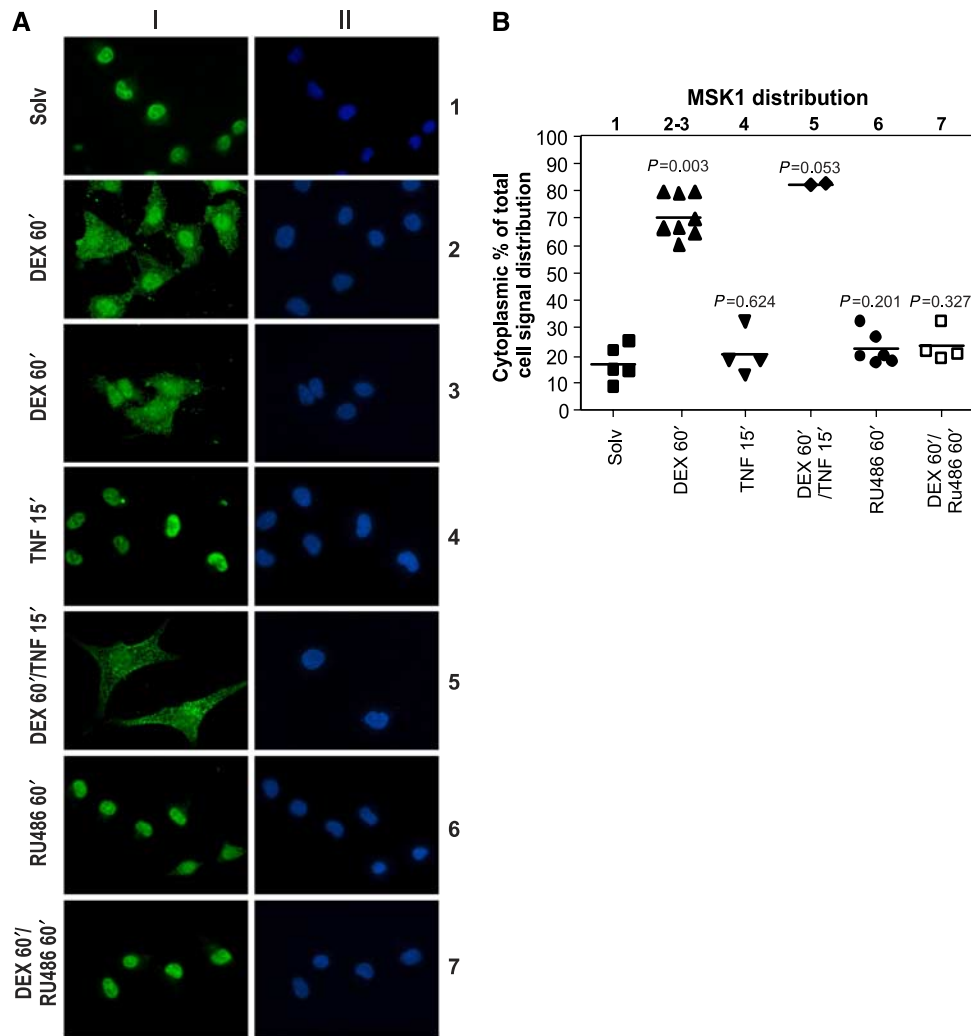 A
I
II
Solv
1
DEX 60′
2
DEX 60′
3
TNF 15′
4
DEX 60′/TNF 15′
5
RU486 60′
6
DEX 60′/
RU486 60′
7
B
MSK1 distribution
1 2-3 4 5 6 7
Cytoplasmic % of total
cell signal distribution
100
90
80
70
60
50
40
30
20
10
0
P=0.003
P=0.053
P=0.624
P=0.201
P=0.327
Solv
DEX 60′
TNF 15′
DEX 60′
/TNF 15′
RU486 60′
DEX 60′/
Ru486 60′